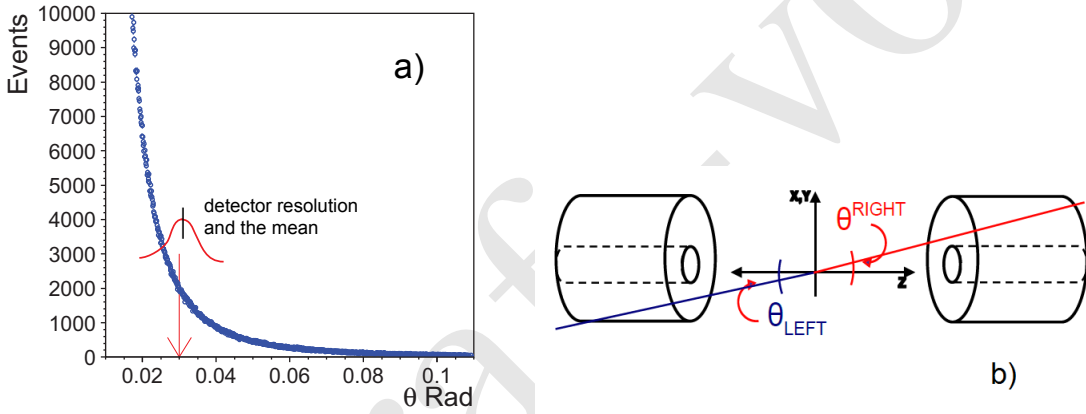 10000
9000
8000
7000
6000
5000
4000
3000
2000
1000
0
Events
a)
detector resolution
and the mean
0.02 0.04 0.06 0.08 0.1
θ Rad
X,Y
θRIGHT
Z
θLEFT
b)